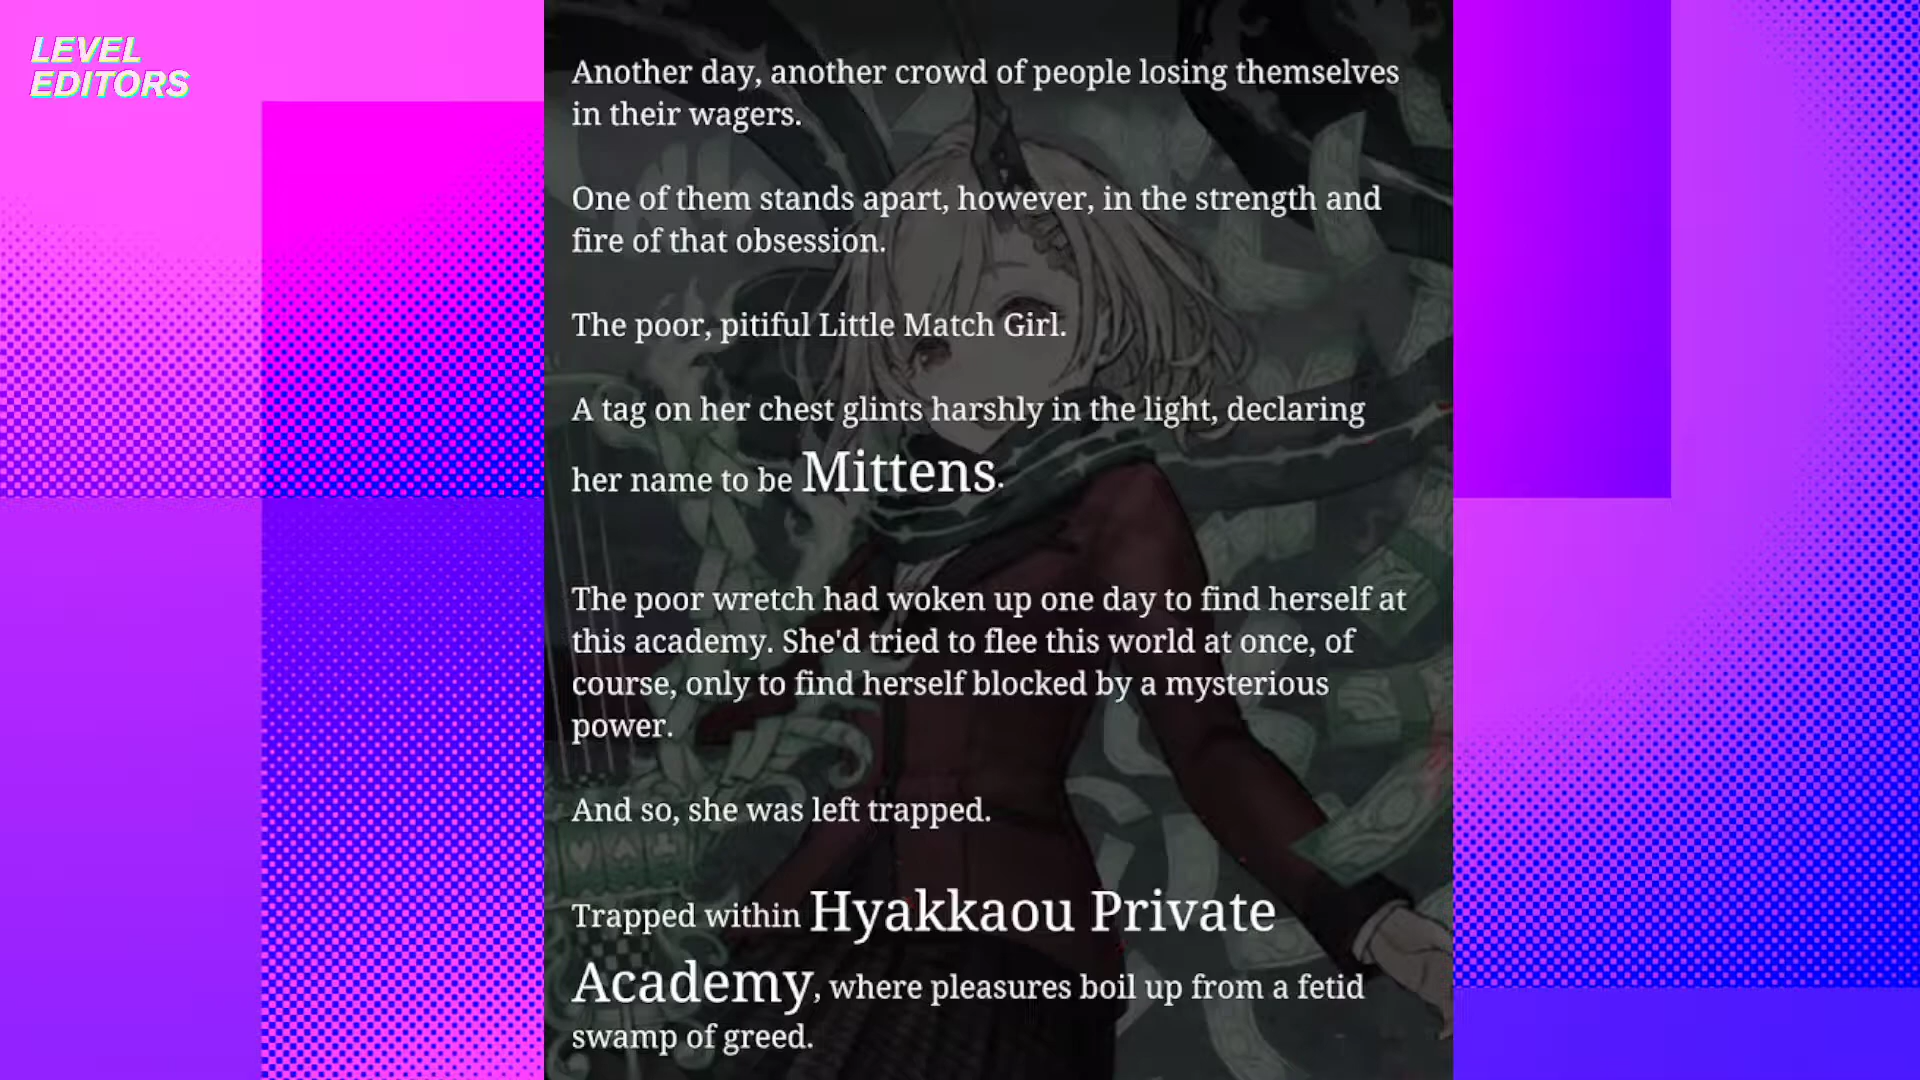 LEVEL
EDITORS
Another day, another crowd of people losing themselves
in their wagers.
One of them stands apart, however, in the strength and
fire of that obsession.
The poor, pitiful Little Match Girl.
A tag on her chest glints harshly in the light, declaring
her name to be Mittens.
The poor wretch had woken up one day to find herself at
this academy. She'd tried to flee this world at once, of
course, only to find herself blocked by a mysterious
power.
And so, she was left trapped.
Trapped within Hyakkaou Private
Academy, where pleasures boil up from a fetid
swamp of greed.